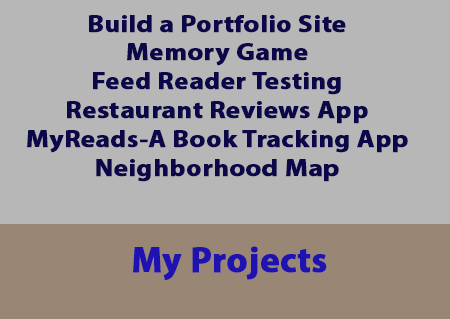 Build a Portfolio Site
Memory Game
Feed Reader Testing
Restaurant Reviews App
MyReads-A Book Tracking App
Neighborhood Map
My Projects